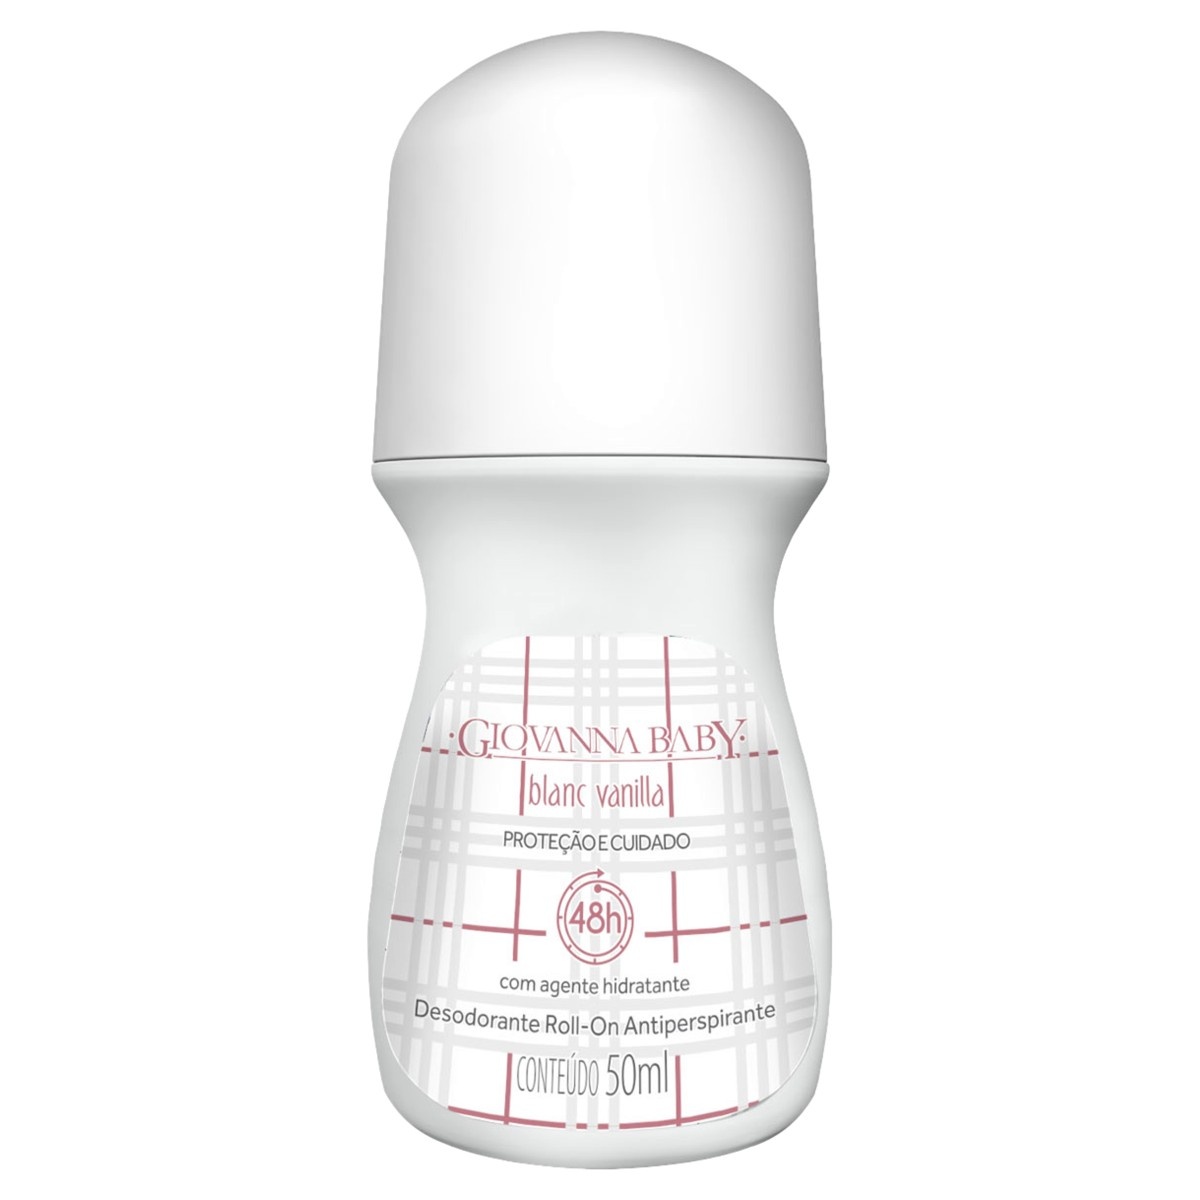 ·GIOVANNA BABY·
blanc vanilla
PROTEÇÃO E CUIDADO
48h
com agente hidratante
Desodorante Roll-On Antiperspirante
CONTEÚDO 50ml